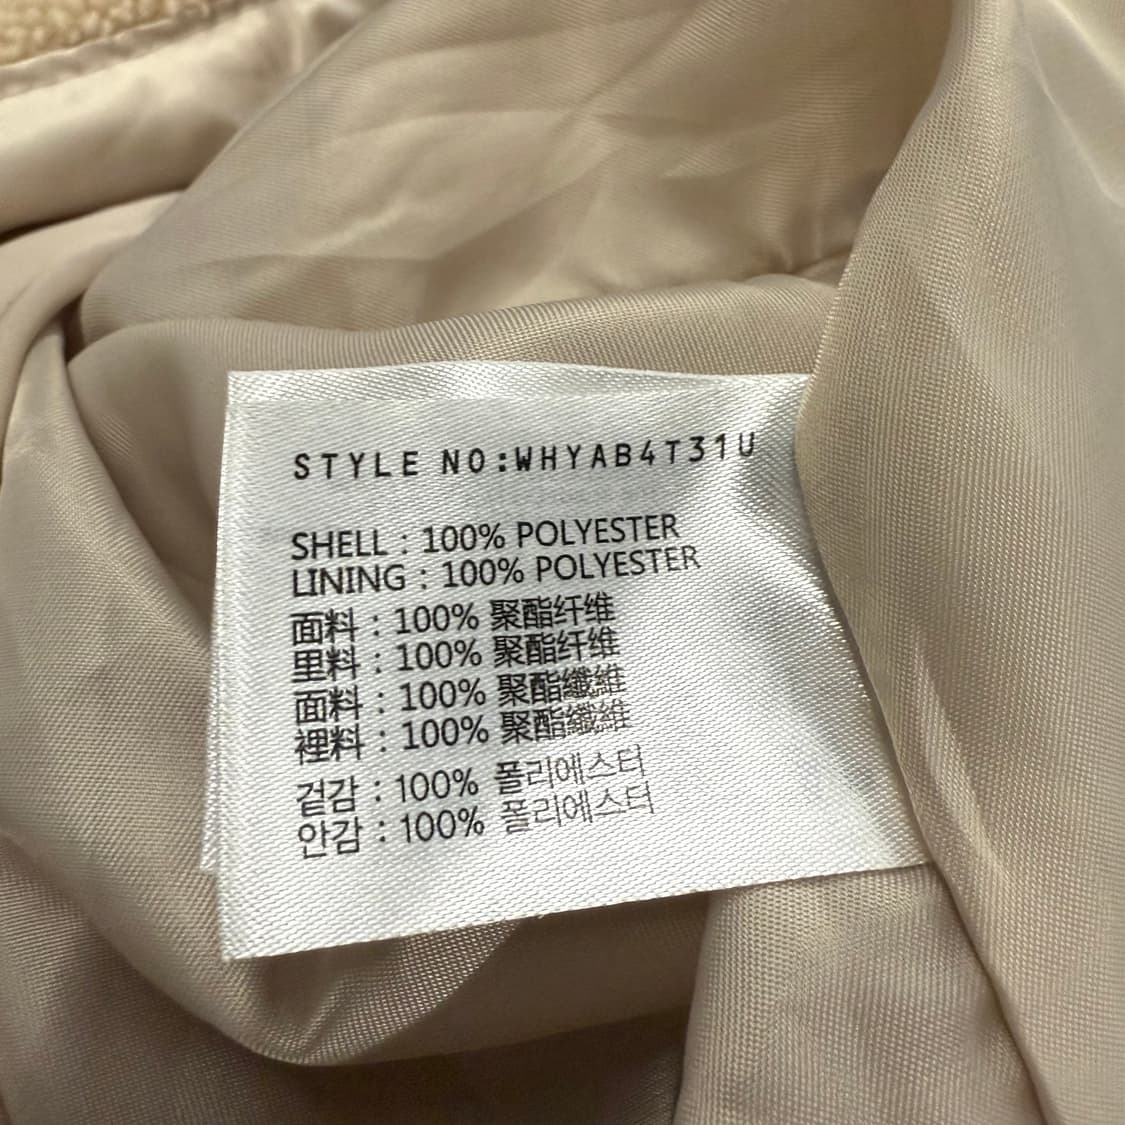 STYLE NO:WHYAB4T31U
SHELL : 100% POLYESTER
LINING : 100% POLYESTER
面料 : 100% 聚酯纤维
里料 : 100% 聚酯纤维
面料 : 100% 聚酯纖維
裡料 : 100% 聚酯纖維
겉감 : 100% 폴리에스터
안감 : 100% 폴리에스터